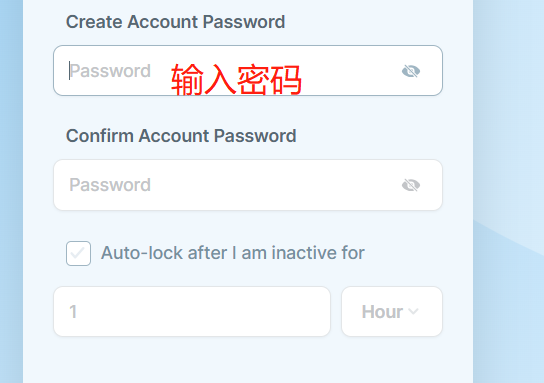 Create Account Password
Password 输入密码
Confirm Account Password
Password
Auto-lock after I am inactive for
1 Hour